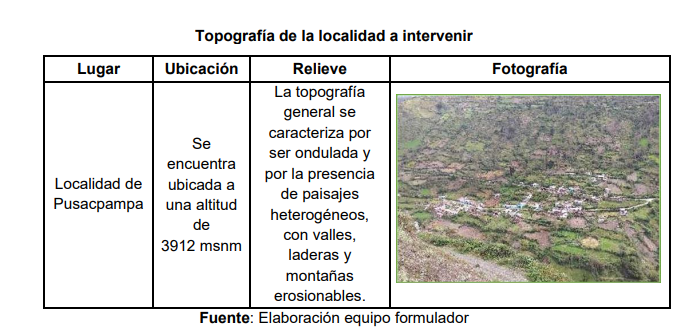 Topografía de la localidad a intervenir
Lugar
Ubicación
Relieve
Fotografía
Localidad de
Pusacpampa
Se
encuentra
ubicada a
una altitud
de
3912 msnm
La topografía
general se
caracteriza por
ser ondulada y
por la presencia
de paisajes
heterogéneos,
con valles,
laderas y
montañas
erosionables.
Fuente: Elaboración equipo formulador